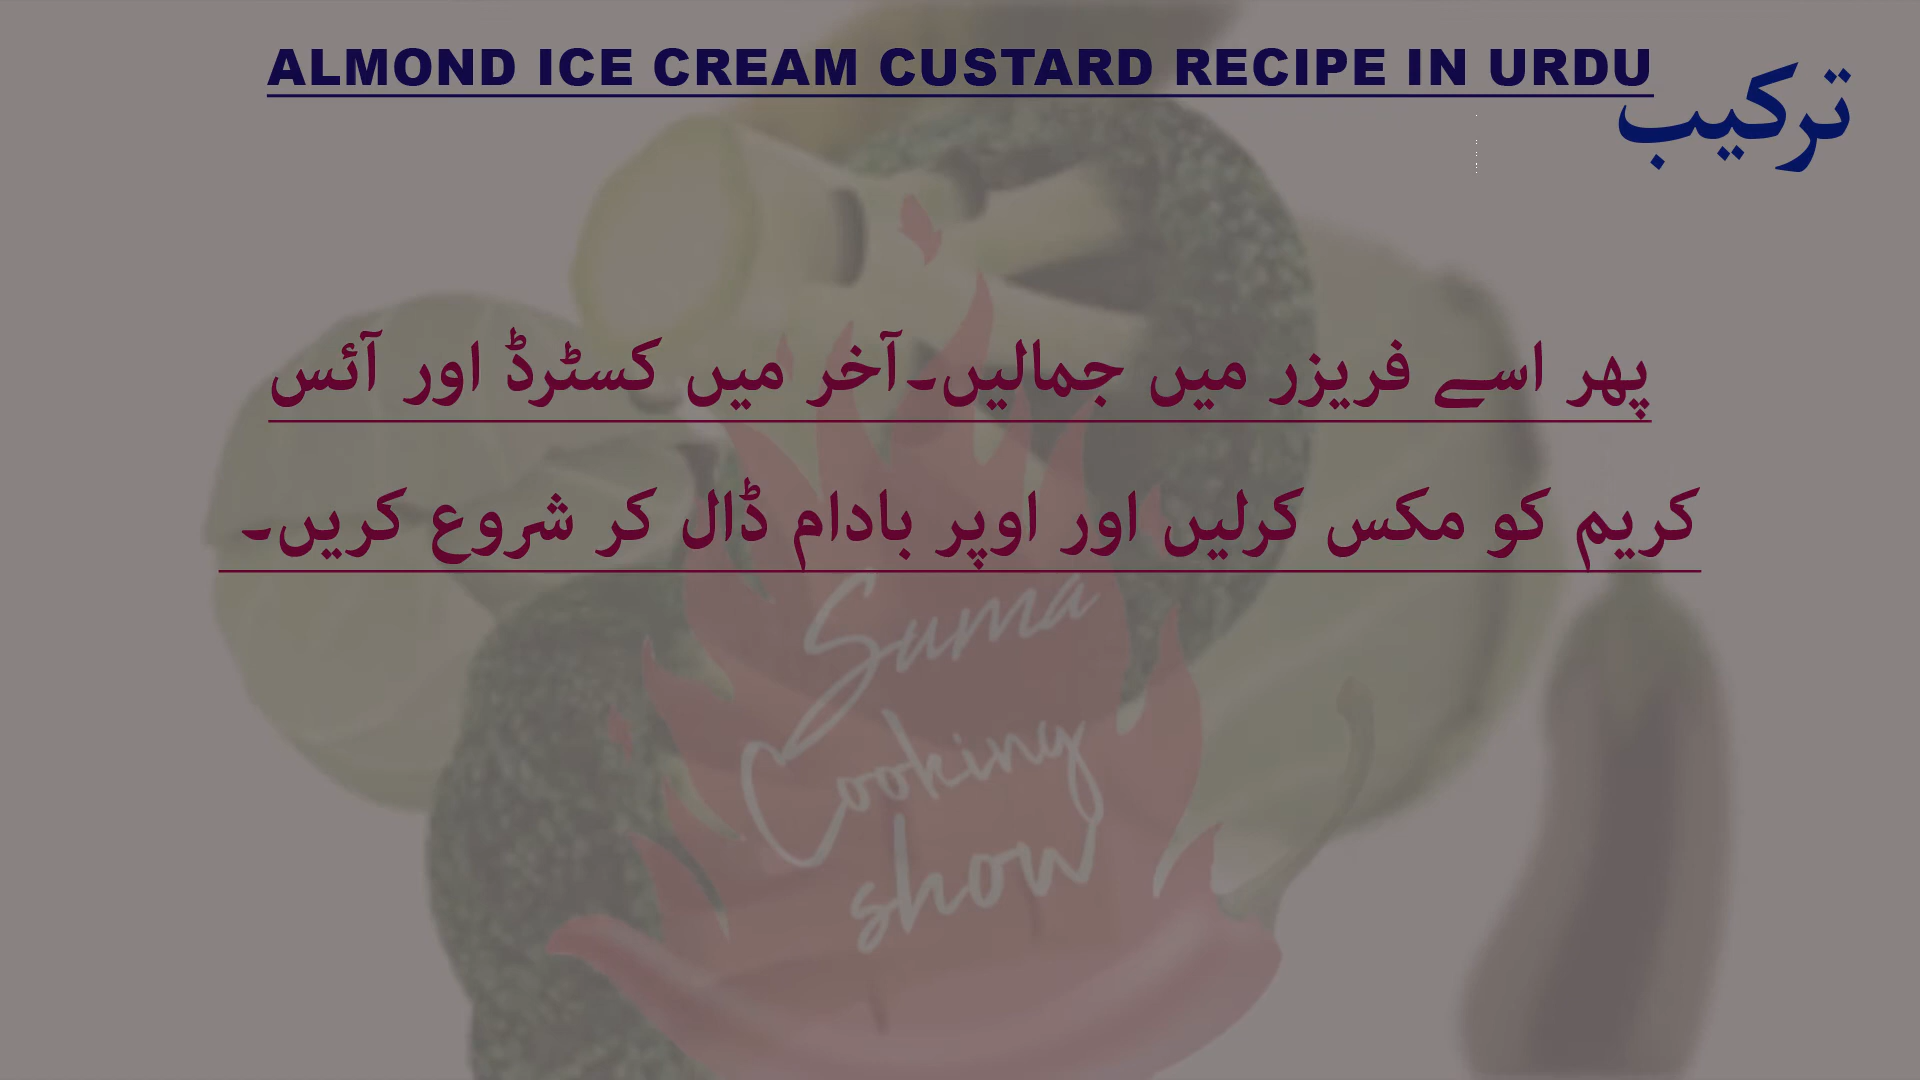 ALMOND ICE CREAM CUSTARD RECIPE IN URDU
ترکیب
پھر اسے فریزر میں جمالیں۔آخر میں کسٹرڈ اور آئس
کریم کو مکس کرلیں اور اوپر بادام ڈال کر شروع کریں۔
Suma
Cooking
show